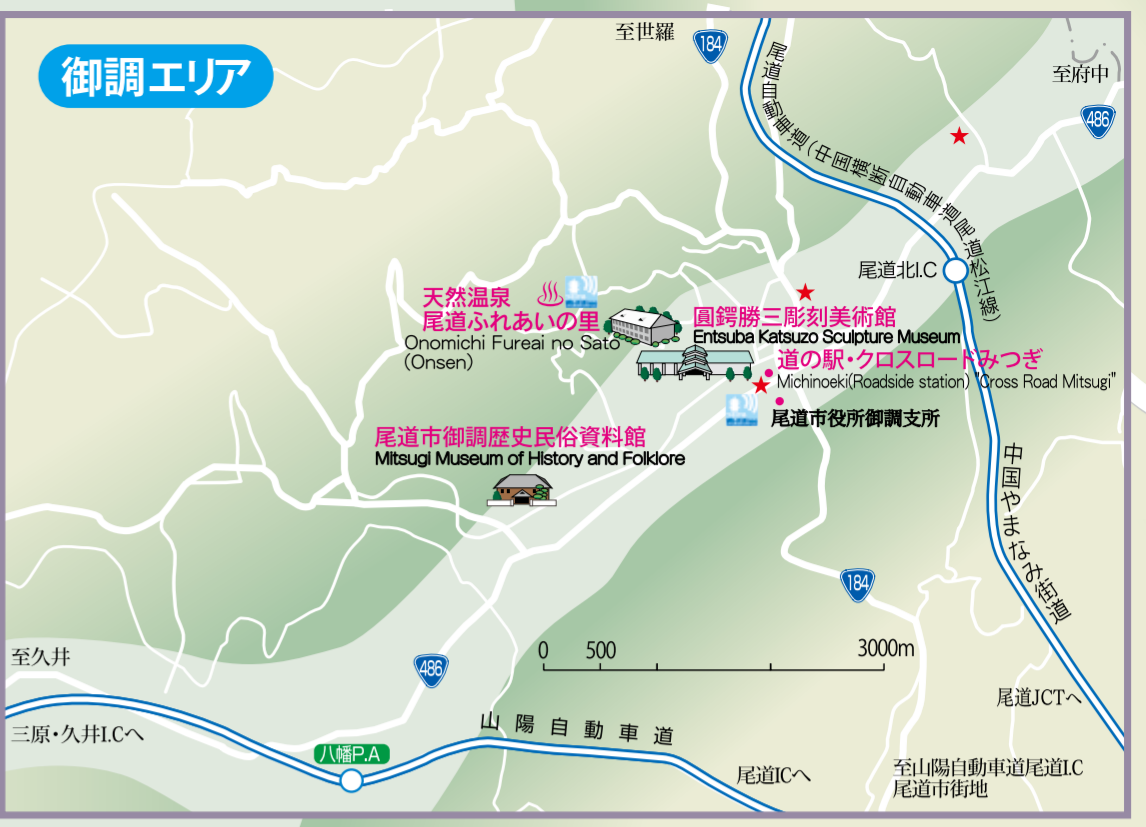 御調エリア
至世羅
184
尾道自動車道(中国横断自動車道尾道松江線)
至府中
486
尾道北I.C
天然温泉
尾道ふれあいの里
Onomichi Fureai no Sato
(Onsen)
圓鍔勝三彫刻美術館
Entsuba Katsuzo Sculpture Museum
道の駅・クロスロードみつぎ
Michinoeki(Roadside station) "Cross Road Mitsugi"
尾道市役所御調支所
尾道市御調歴史民俗資料館
Mitsugi Museum of History and Folklore
中国やまなみ街道
184
0 500 3000m
至久井
486
三原・久井I.Cへ
八幡P.A
山陽自動車道
尾道JCTへ
尾道ICへ
至山陽自動車道尾道I.C
尾道市街地